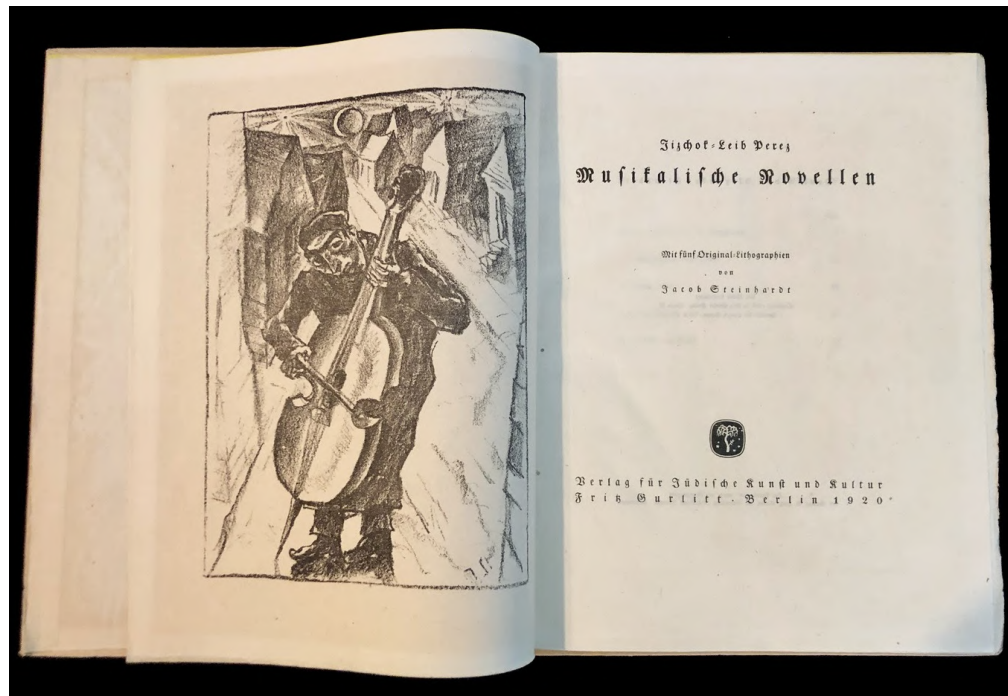 J. St.
Jizchok-Leib Perez
Musikalische Novellen
Mit fünf Original-Lithographien
von
Jacob Steinhardt
Verlag für Jüdische Kunst und Kultur
Fritz Gurlitt · Berlin 1920